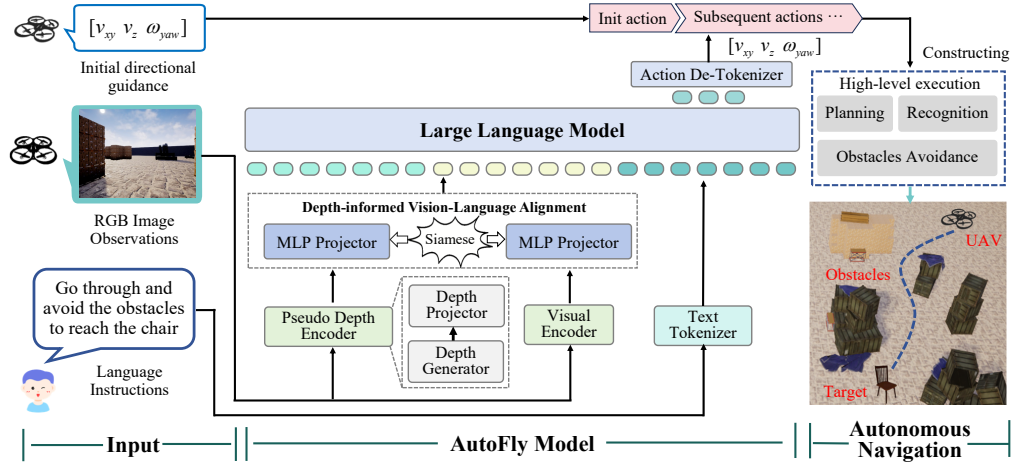 [v_xy v_z ω_yaw]
Initial directional
guidance
RGB Image
Observations
Go through and
avoid the obstacles
to reach the chair
Language
Instructions
Input
Init action
Subsequent actions ···
[v_xy v_z ω_yaw]
Action De-Tokenizer
Large Language Model
Depth-informed Vision-Language Alignment
MLP Projector
Siamese
MLP Projector
Pseudo Depth
Encoder
Depth
Projector
Depth
Generator
Visual
Encoder
Text
Tokenizer
AutoFly Model
Constructing
High-level execution
Planning
Recognition
Obstacles Avoidance
UAV
Obstacles
Target
Autonomous
Navigation